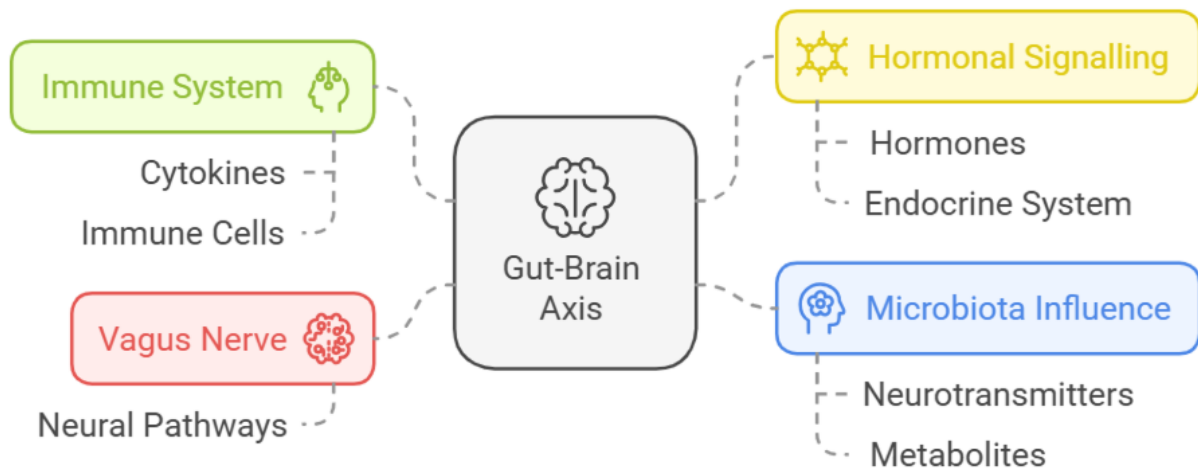 Immune System
Cytokines
Immune Cells
Vagus Nerve
Neural Pathways
Gut-Brain
Axis
Hormonal Signalling
Hormones
Endocrine System
Microbiota Influence
Neurotransmitters
Metabolites